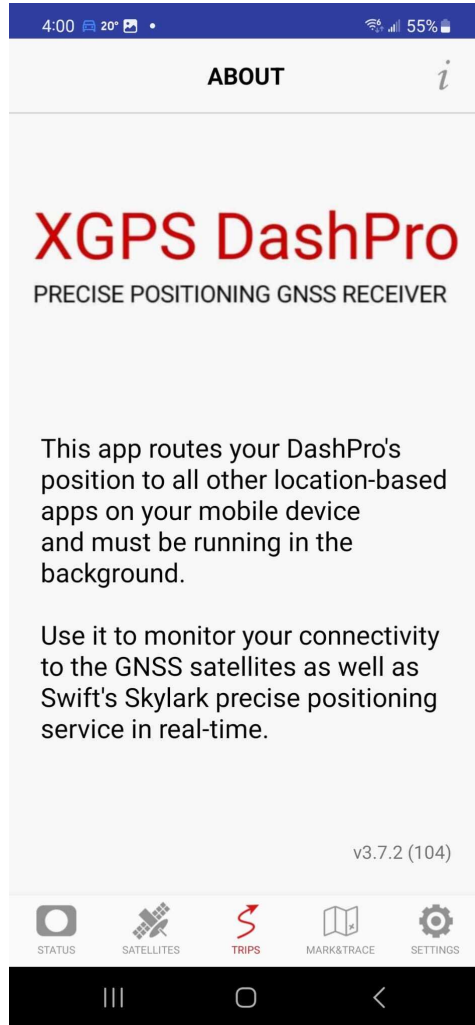 4:00 20° 55%
ABOUT i
XGPS DashPro
PRECISE POSITIONING GNSS RECEIVER
This app routes your DashPro's
position to all other location-based
apps on your mobile device
and must be running in the
background.
Use it to monitor your connectivity
to the GNSS satellites as well as
Swift's Skylark precise positioning
service in real-time.
v3.7.2 (104)
STATUS SATELLITES TRIPS MARK&TRACE SETTINGS